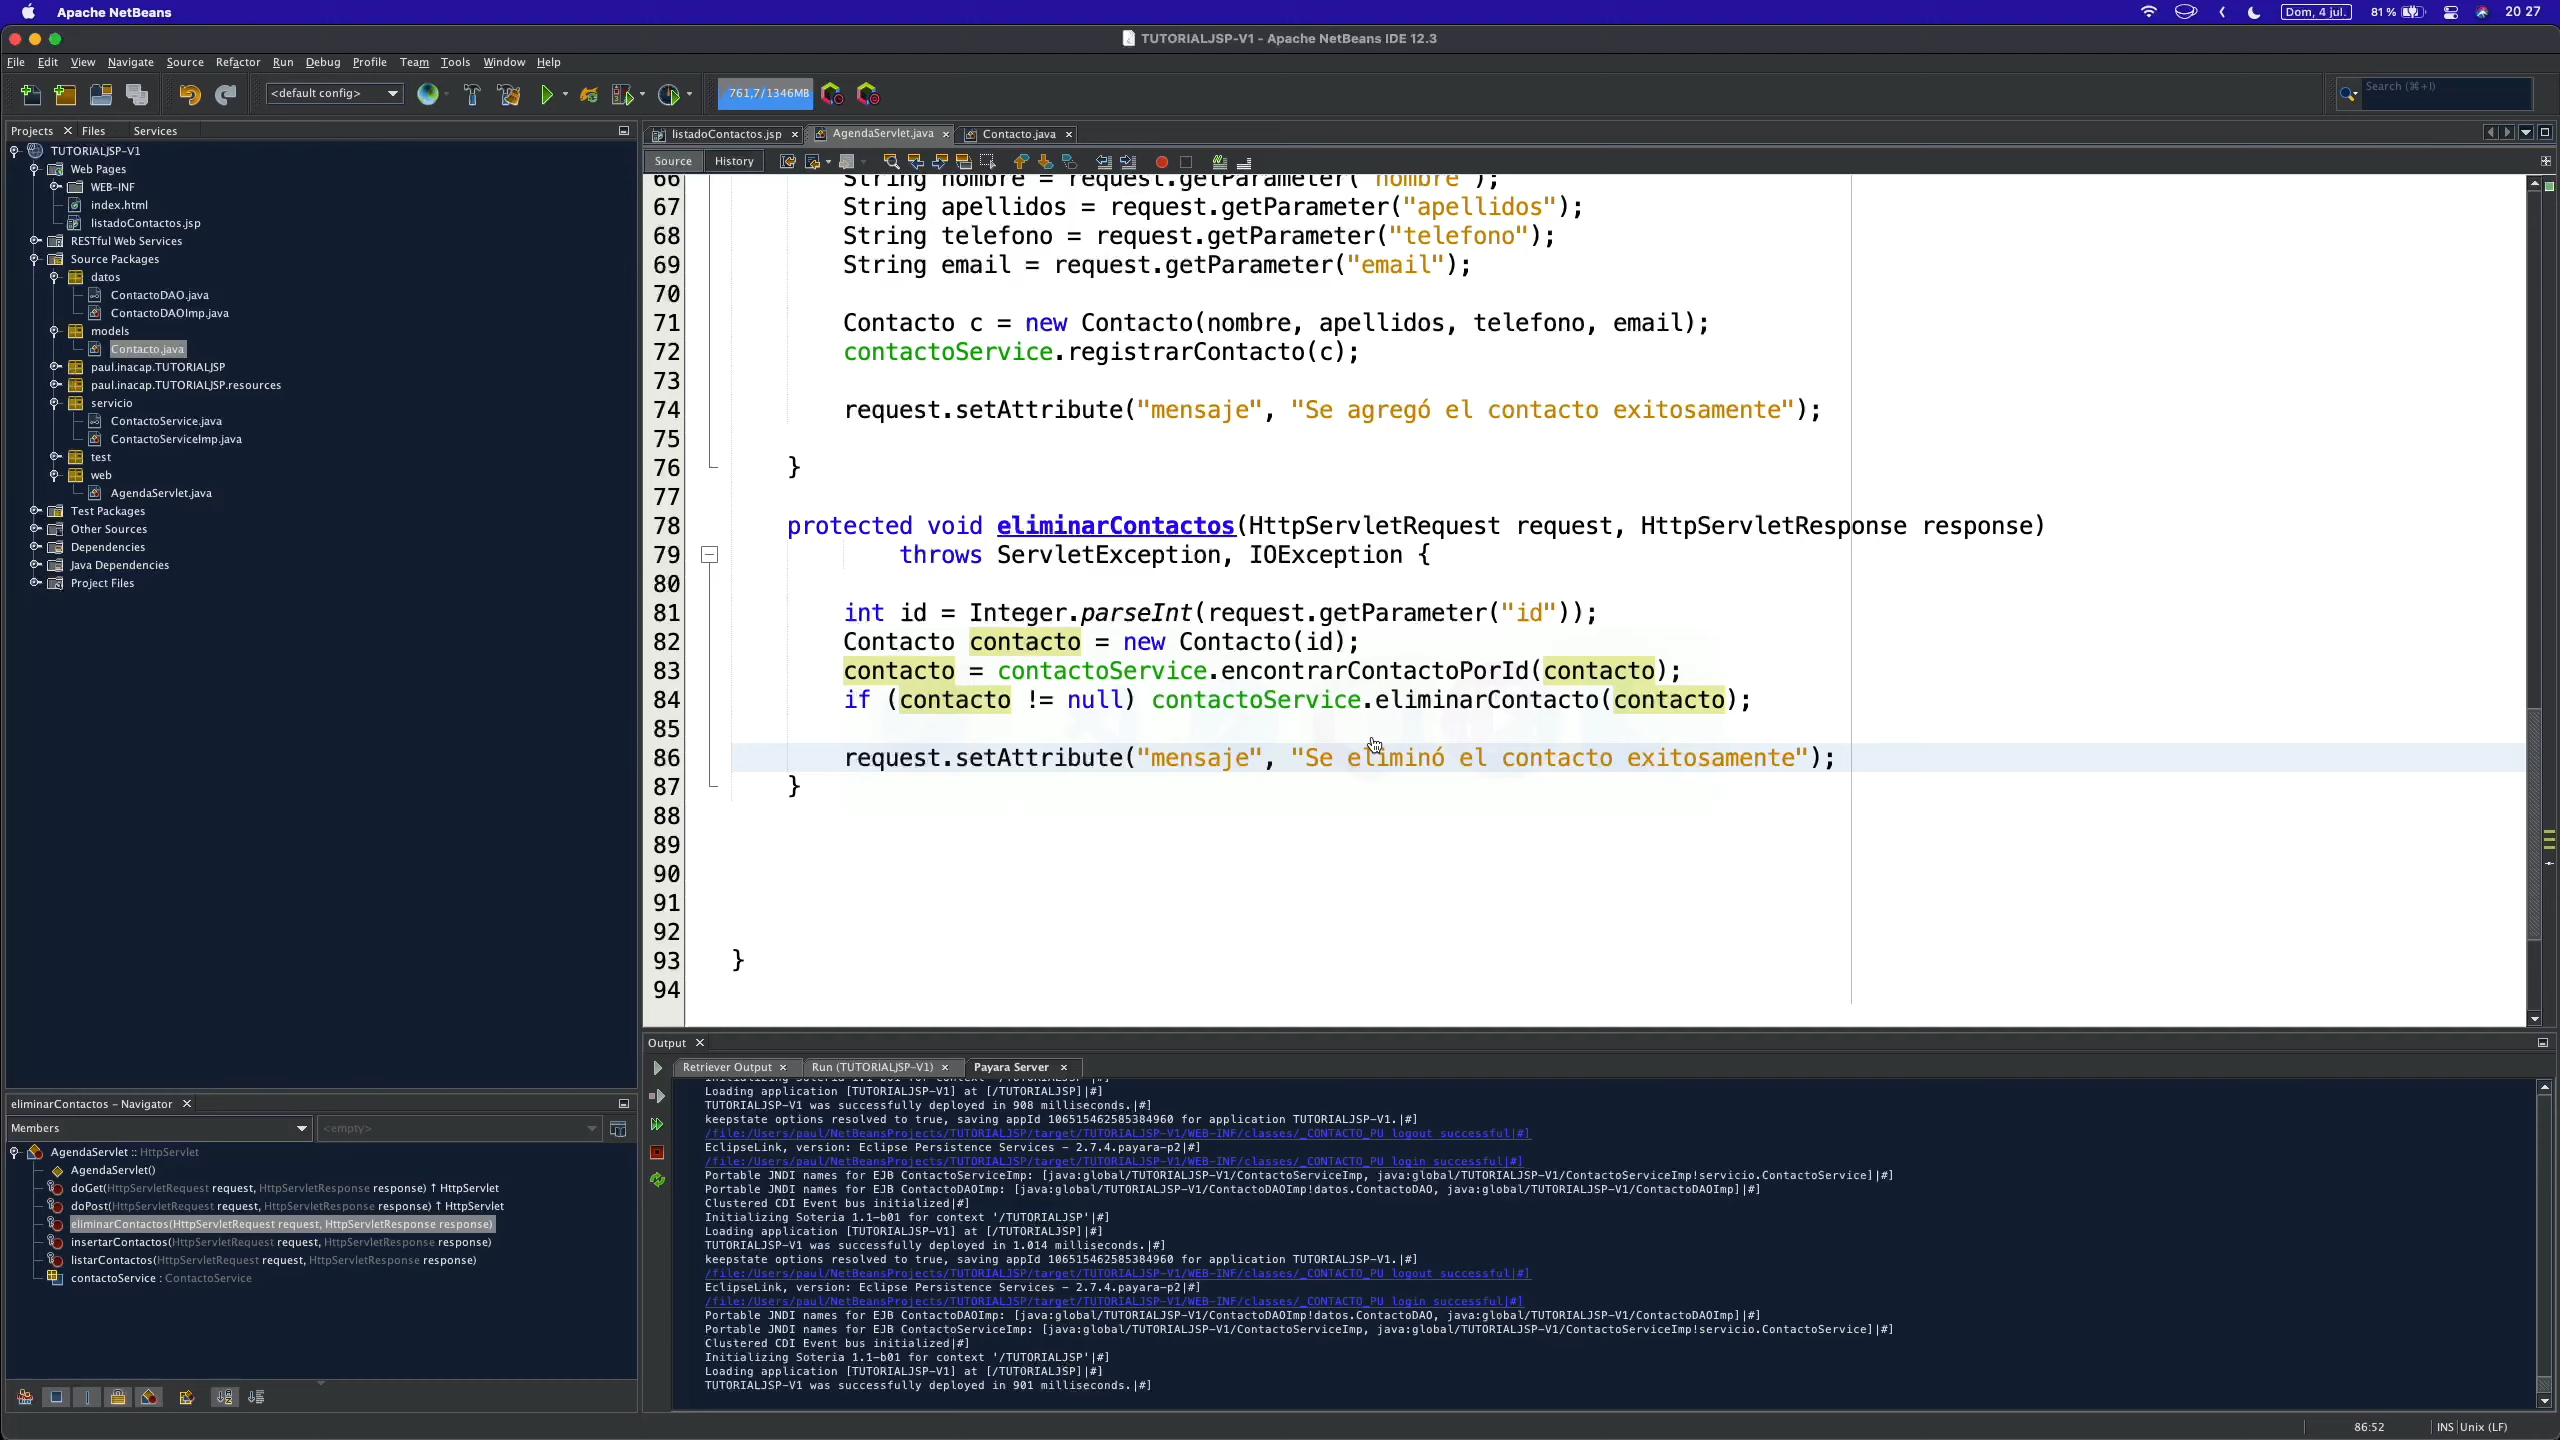 Apache NetBeans
Dom, 4 jul.
81 %
20 27
TUTORIALJSP-V1 - Apache NetBeans IDE 12.3
File Edit View Navigate Source Refactor Run Debug Profile Team Tools Window Help
<default config>
761,7/1346MB
Search (⌘+I)
Projects Files Services
TUTORIALJSP-V1
Web Pages
WEB-INF
index.html
listadoContactos.jsp
RESTful Web Services
Source Packages
datos
ContactoDAO.java
ContactoDAOImp.java
models
Contacto.java
paul.inacap.TUTORIALJSP
paul.inacap.TUTORIALJSP.resources
servicio
ContactoService.java
ContactoServiceImp.java
test
web
AgendaServlet.java
Test Packages
Other Sources
Dependencies
Java Dependencies
Project Files
listadoContactos.jsp AgendaServlet.java Contacto.java
Source History
66 String nombre = request.getParameter("nombre");
67 String apellidos = request.getParameter("apellidos");
68 String telefono = request.getParameter("telefono");
69 String email = request.getParameter("email");
70
71 Contacto c = new Contacto(nombre, apellidos, telefono, email);
72 contactoService.registrarContacto(c);
73
74 request.setAttribute("mensaje", "Se agregó el contacto exitosamente");
75
76 }
77
78 protected void eliminarContactos(HttpServletRequest request, HttpServletResponse response)
79 throws ServletException, IOException {
80
81 int id = Integer.parseInt(request.getParameter("id"));
82 Contacto contacto = new Contacto(id);
83 contacto = contactoService.encontrarContactoPorId(contacto);
84 if (contacto != null) contactoService.eliminarContacto(contacto);
85
86 request.setAttribute("mensaje", "Se eliminó el contacto exitosamente");
87 }
88
89
90
91
92
93 }
94
Output
Retriever Output Run (TUTORIALJSP-V1) Payara Server
Initializing Soteria 1.1-b01 for context '/TUTORIALJSP'|#]
Loading application [TUTORIALJSP-V1] at [/TUTORIALJSP]|#]
TUTORIALJSP-V1 was successfully deployed in 908 milliseconds.|#]
keepstate options resolved to true, saving appId 106515462585384960 for application TUTORIALJSP-V1.|#]
/file:/Users/paul/NetBeansProjects/TUTORIALJSP/target/TUTORIALJSP-V1/WEB-INF/classes/_CONTACTO_PU logout successful|#]
EclipseLink, version: Eclipse Persistence Services - 2.7.4.payara-p2|#]
/file:/Users/paul/NetBeansProjects/TUTORIALJSP/target/TUTORIALJSP-V1/WEB-INF/classes/_CONTACTO_PU login successful|#]
Portable JNDI names for EJB ContactoServiceImp: [java:global/TUTORIALJSP-V1/ContactoServiceImp, java:global/TUTORIALJSP-V1/ContactoServiceImp!servicio.ContactoService]|#]
Portable JNDI names for EJB ContactoDAOImp: [java:global/TUTORIALJSP-V1/ContactoDAOImp!datos.ContactoDAO, java:global/TUTORIALJSP-V1/ContactoDAOImp]|#]
Clustered CDI Event bus initialized|#]
Initializing Soteria 1.1-b01 for context '/TUTORIALJSP'|#]
Loading application [TUTORIALJSP-V1] at [/TUTORIALJSP]|#]
TUTORIALJSP-V1 was successfully deployed in 1.014 milliseconds.|#]
keepstate options resolved to true, saving appId 106515462585384960 for application TUTORIALJSP-V1.|#]
/file:/Users/paul/NetBeansProjects/TUTORIALJSP/target/TUTORIALJSP-V1/WEB-INF/classes/_CONTACTO_PU logout successful|#]
EclipseLink, version: Eclipse Persistence Services - 2.7.4.payara-p2|#]
/file:/Users/paul/NetBeansProjects/TUTORIALJSP/target/TUTORIALJSP-V1/WEB-INF/classes/_CONTACTO_PU login successful|#]
Portable JNDI names for EJB ContactoDAOImp: [java:global/TUTORIALJSP-V1/ContactoDAOImp!datos.ContactoDAO, java:global/TUTORIALJSP-V1/ContactoDAOImp]|#]
Portable JNDI names for EJB ContactoServiceImp: [java:global/TUTORIALJSP-V1/ContactoServiceImp, java:global/TUTORIALJSP-V1/ContactoServiceImp!servicio.ContactoService]|#]
Clustered CDI Event bus initialized|#]
Initializing Soteria 1.1-b01 for context '/TUTORIALJSP'|#]
Loading application [TUTORIALJSP-V1] at [/TUTORIALJSP]|#]
TUTORIALJSP-V1 was successfully deployed in 901 milliseconds.|#]
eliminarContactos - Navigator
Members <empty>
AgendaServlet :: HttpServlet
AgendaServlet()
doGet(HttpServletRequest request, HttpServletResponse response) ↑ HttpServlet
doPost(HttpServletRequest request, HttpServletResponse response) ↑ HttpServlet
eliminarContactos(HttpServletRequest request, HttpServletResponse response)
insertarContactos(HttpServletRequest request, HttpServletResponse response)
listarContactos(HttpServletRequest request, HttpServletResponse response)
contactoService : ContactoService
86:52 INS Unix (LF)